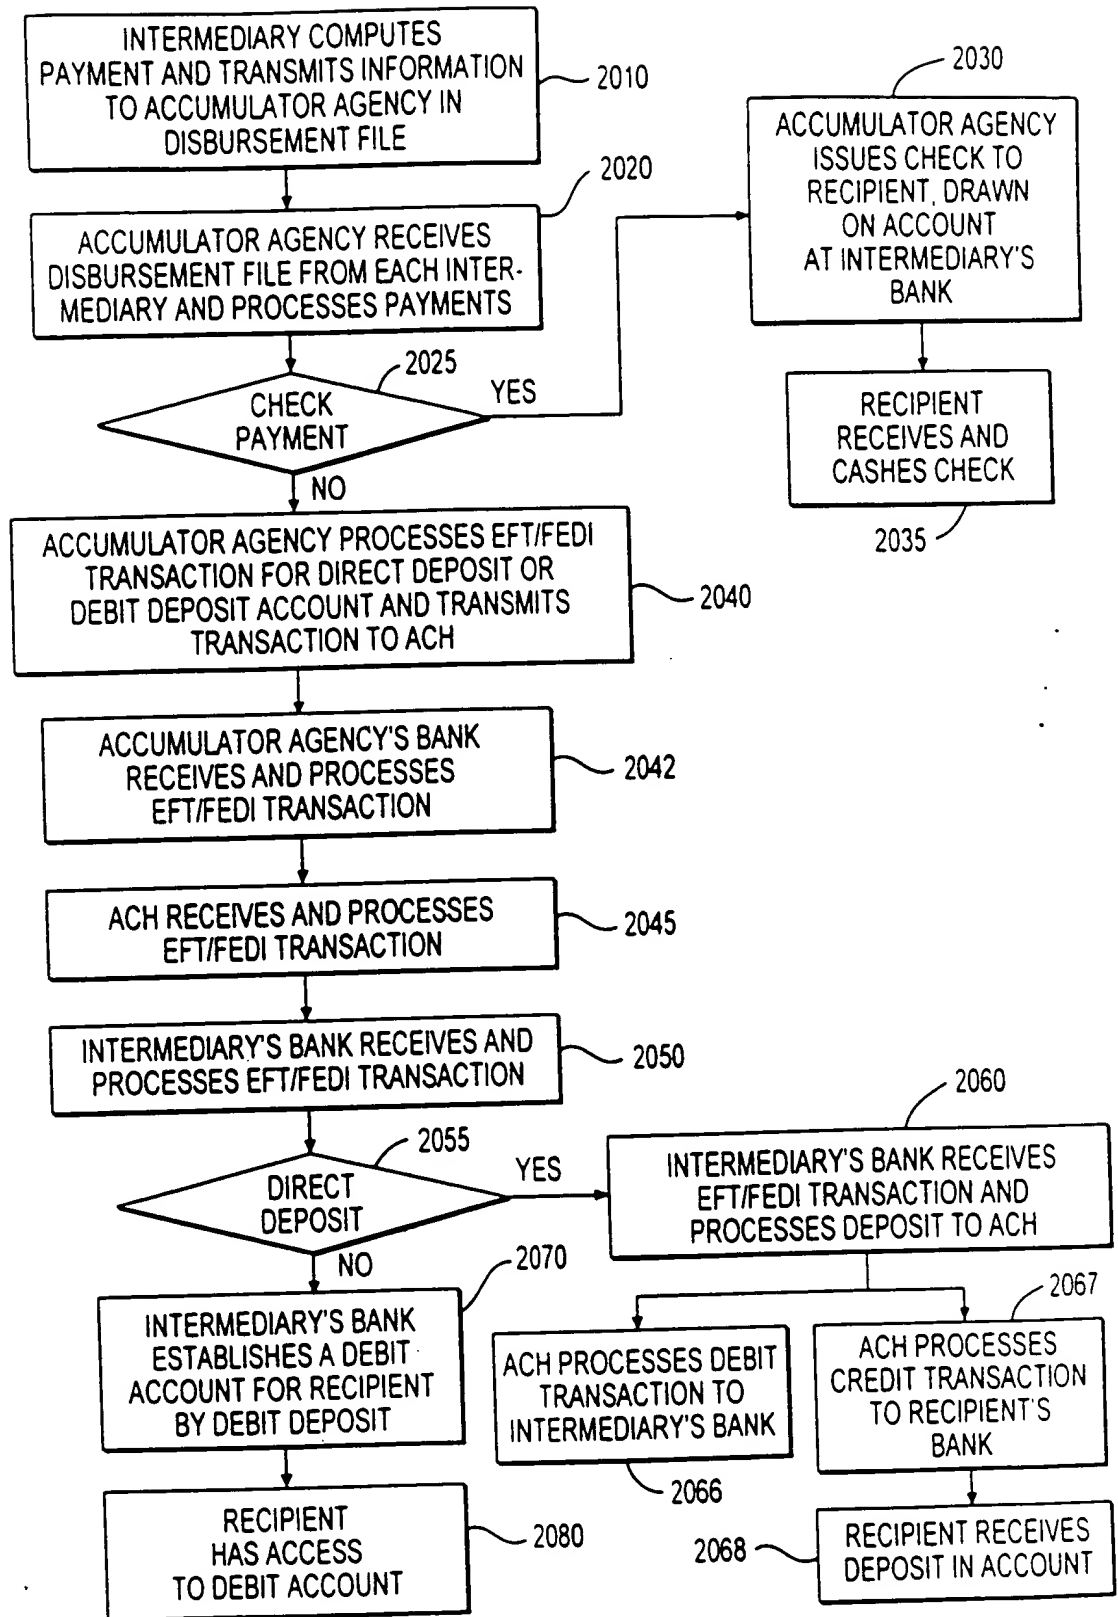 INTERMEDIARY COMPUTES
PAYMENT AND TRANSMITS INFORMATION
TO ACCUMULATOR AGENCY IN
DISBURSEMENT FILE
2010
ACCUMULATOR AGENCY RECEIVES
DISBURSEMENT FILE FROM EACH INTER-
MEDIARY AND PROCESSES PAYMENTS
2020
CHECK
PAYMENT
2025
YES
NO
2030
ACCUMULATOR AGENCY
ISSUES CHECK TO
RECIPIENT, DRAWN
ON ACCOUNT
AT INTERMEDIARY'S
BANK
RECIPIENT
RECEIVES AND
CASHES CHECK
2035
ACCUMULATOR AGENCY PROCESSES EFT/FEDI
TRANSACTION FOR DIRECT DEPOSIT OR
DEBIT DEPOSIT ACCOUNT AND TRANSMITS
TRANSACTION TO ACH
2040
ACCUMULATOR AGENCY'S BANK
RECEIVES AND PROCESSES
EFT/FEDI TRANSACTION
2042
ACH RECEIVES AND PROCESSES
EFT/FEDI TRANSACTION
2045
INTERMEDIARY'S BANK RECEIVES AND
PROCESSES EFT/FEDI TRANSACTION
2050
DIRECT
DEPOSIT
2055
YES
NO
2060
INTERMEDIARY'S BANK RECEIVES
EFT/FEDI TRANSACTION AND
PROCESSES DEPOSIT TO ACH
2070
INTERMEDIARY'S BANK
ESTABLISHES A DEBIT
ACCOUNT FOR RECIPIENT
BY DEBIT DEPOSIT
ACH PROCESSES DEBIT
TRANSACTION TO
INTERMEDIARY'S BANK
2066
2067
ACH PROCESSES
CREDIT TRANSACTION
TO RECIPIENT'S
BANK
RECIPIENT
HAS ACCESS
TO DEBIT ACCOUNT
2080
2068
RECIPIENT RECEIVES
DEPOSIT IN ACCOUNT